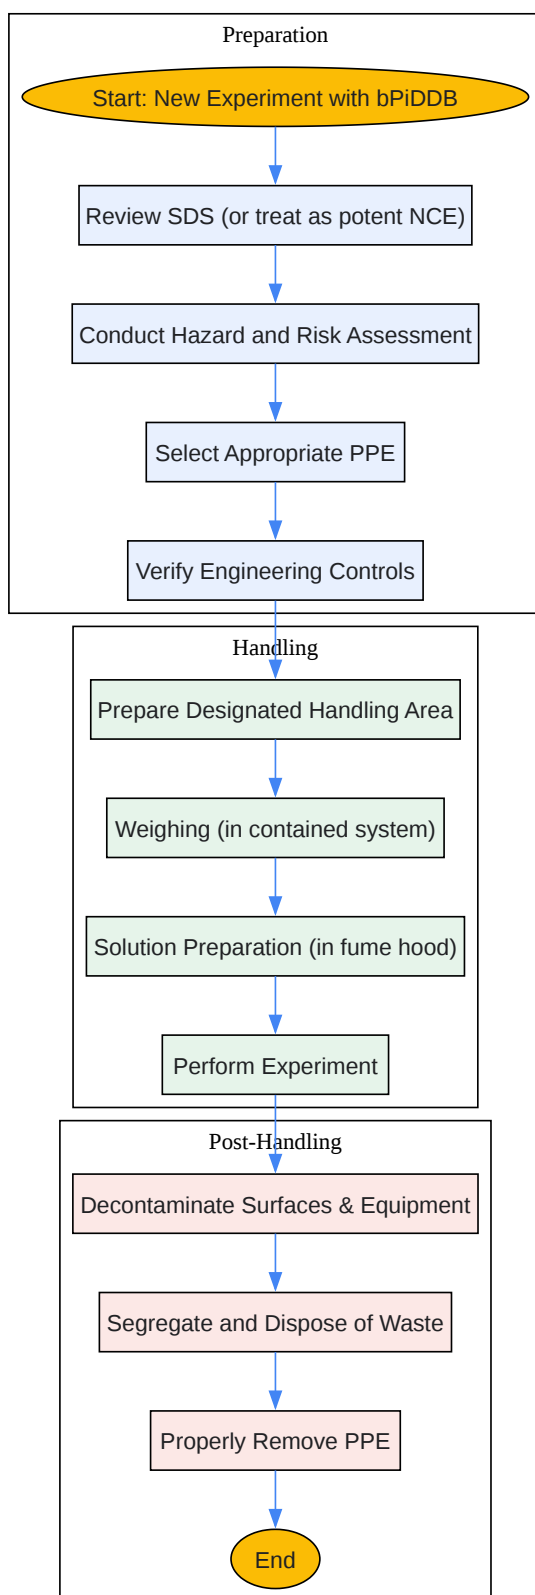 Preparation
Start: New Experiment with bPiDDB
Review SDS (or treat as potent NCE)
Conduct Hazard and Risk Assessment
Select Appropriate PPE
Verify Engineering Controls
Handling
Prepare Designated Handling Area
Weighing (in contained system)
Solution Preparation (in fume hood)
Perform Experiment
Post-Handling
Decontaminate Surfaces & Equipment
Segregate and Dispose of Waste
Properly Remove PPE
End